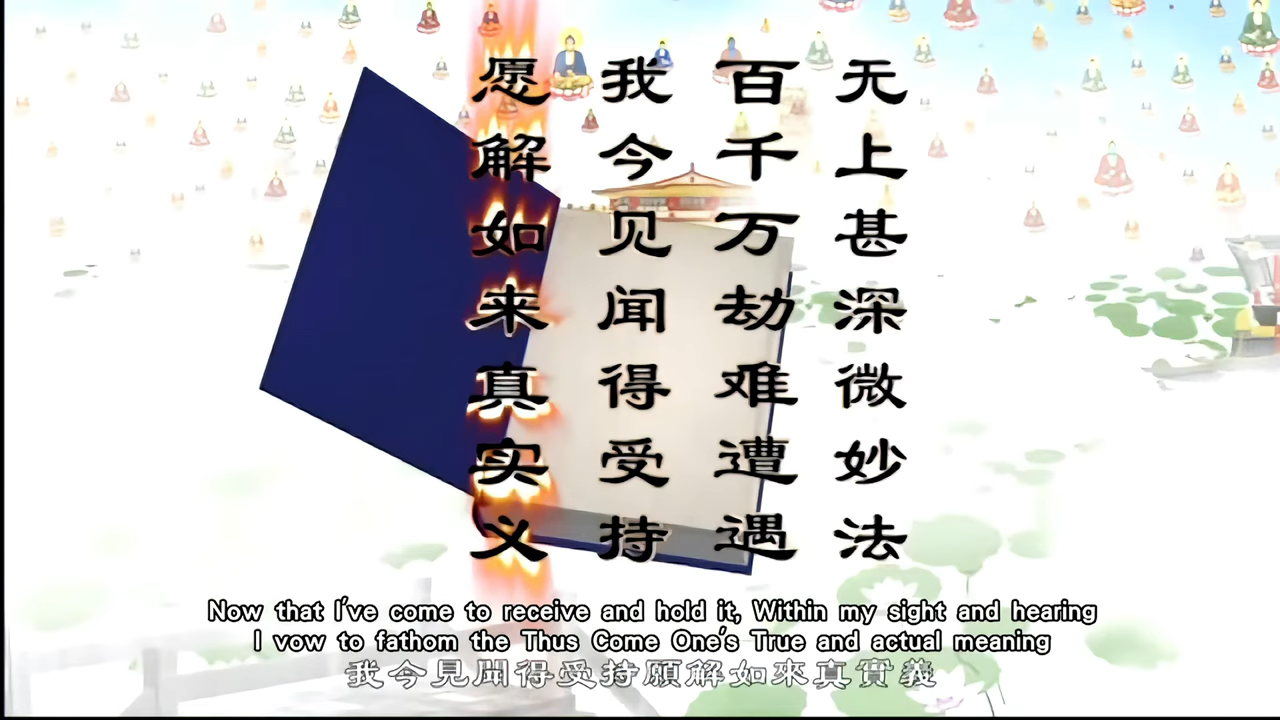 无上甚深微妙法
百千万劫难遭遇
我今见闻得受持
愿解如来真实义
Now that I've come to receive and hold it, Within my sight and hearing
I vow to fathom the Thus Come One's True and actual meaning
我今見聞得受持願解如來真實義